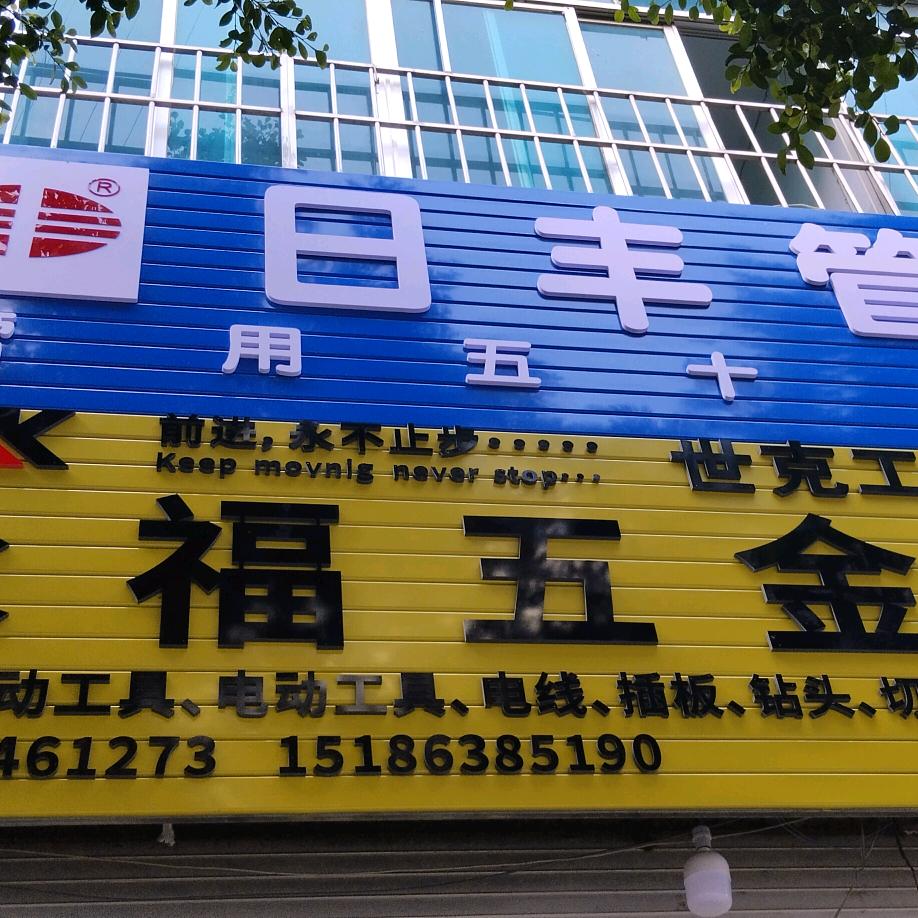 ®
日丰管
用五十
前进,永不止步······
Keep movnig never stop···
世克工
福五金
动工具、电动工具、电线、插板、钻头、切
461273 15186385190